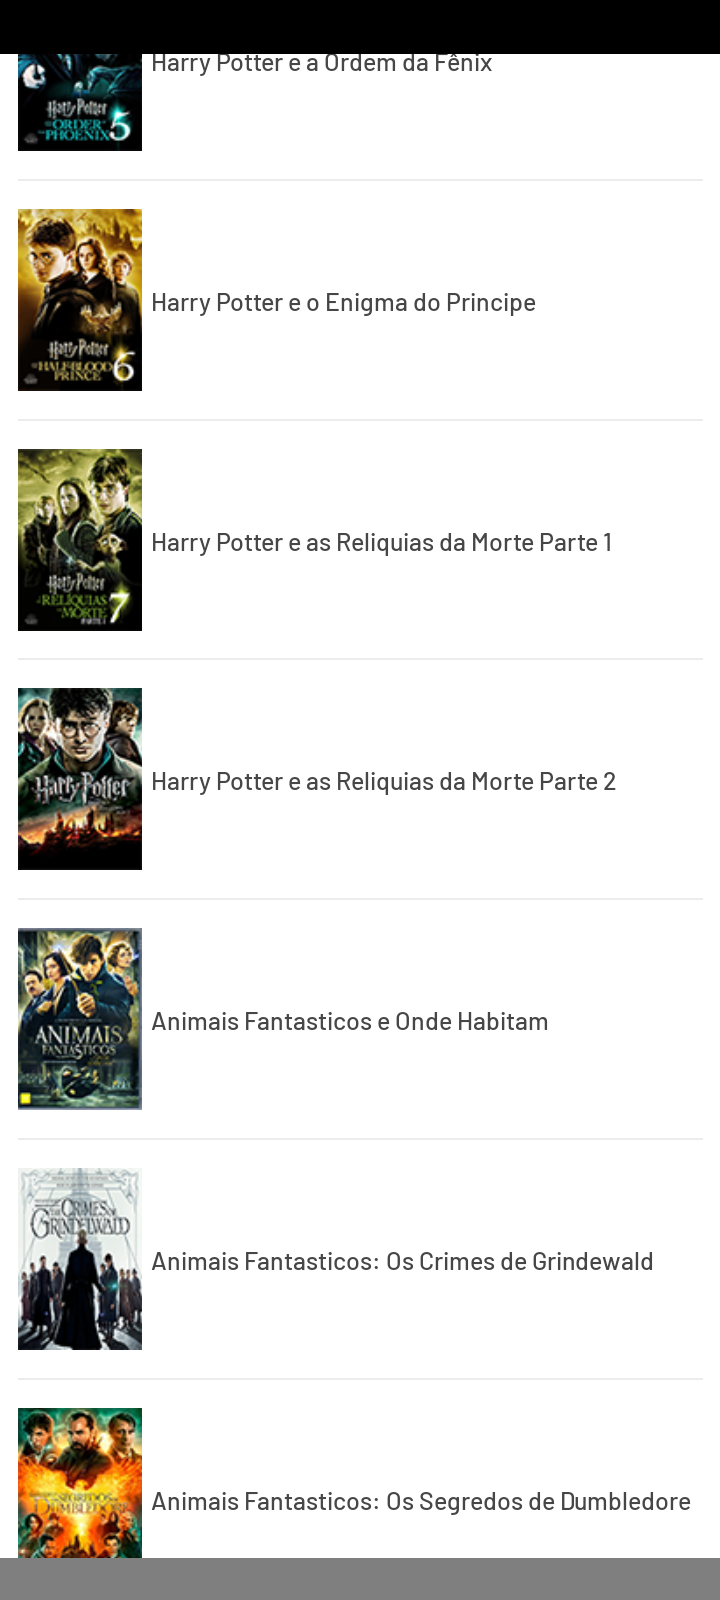 Harry Potter e a Ordem da Fênix
Harry Potter
ORDER OF
PHOENIX 5
Harry Potter e o Enigma do Principe
Harry Potter
HALF-BLOOD
PRINCE 6
Harry Potter e as Reliquias da Morte Parte 1
Harry Potter
RELÍQUIAS
DA MORTE 7
PARTE 1
Harry Potter e as Reliquias da Morte Parte 2
Harry Potter
Animais Fantasticos e Onde Habitam
ANIMAIS
FANTÁSTICOS
Animais Fantasticos: Os Crimes de Grindewald
THE CRIMES OF
GRINDELWALD
Animais Fantasticos: Os Segredos de Dumbledore
SEGREDOS DE
DUMBLEDORE